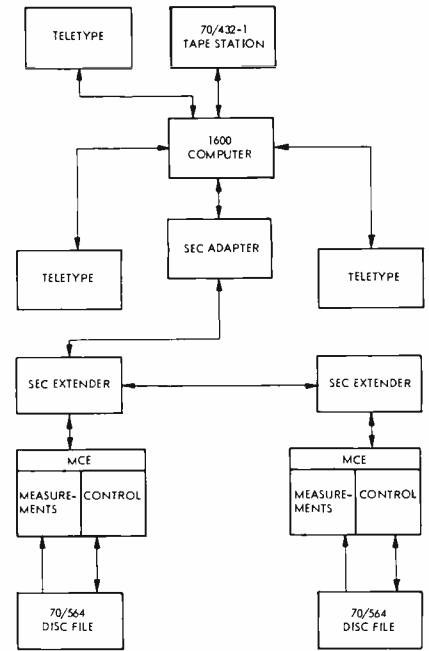 TELETYPE
70/432-1
TAPE STATION
1600
COMPUTER
SEC ADAPTER
TELETYPE
TELETYPE
SEC EXTENDER
SEC EXTENDER
MCE
MEASURE-
MENTS
CONTROL
MCE
MEASURE-
MENTS
CONTROL
70/564
DISC FILE
70/564
DISC FILE